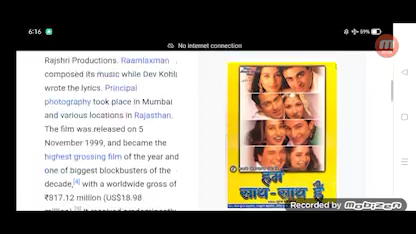 6:16
59%
No internet connection
Rajshri Productions. Raamlaxman
composed its music while Dev Kohli
wrote the lyrics. Principal
photography took place in Mumbai
and various locations in Rajasthan.
The film was released on 5
November 1999, and became the
highest grossing film of the year and
one of biggest blockbusters of the
decade,[4] with a worldwide gross of
₹817.12 million (US$18.98
हम
साथ-साथ हैं
Recorded by Mobizen